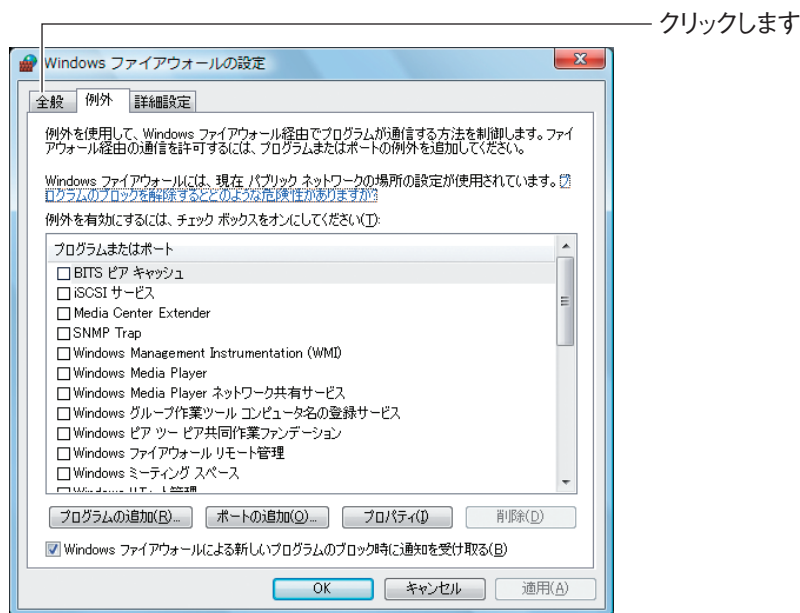 クリックします
Windows ファイアウォールの設定
全般 例外 詳細設定
例外を使用して、Windows ファイアウォール経由でプログラムが通信する方法を制御します。ファイ
アウォール経由の通信を許可するには、プログラムまたはポートの例外を追加してください。
Windows ファイアウォールには、現在 パブリック ネットワークの場所の設定が使用されています。プ
ログラムのブロックを解除するとどのような危険性がありますか?
例外を有効にするには、チェック ボックスをオンにしてください(T):
プログラムまたはポート
BITS ピア キャッシュ
iSCSI サービス
Media Center Extender
SNMP Trap
Windows Management Instrumentation (WMI)
Windows Media Player
Windows Media Player ネットワーク共有サービス
Windows グループ作業ツール コンピュータ名の登録サービス
Windows ピア ツー ピア共同作業ファンデーション
Windows ファイアウォール リモート管理
Windows ミーティング スペース
Windows リモート管理
プログラムの追加(R)... ポートの追加(O)... プロパティ(I) 削除(D)
Windows ファイアウォールによる新しいプログラムのブロック時に通知を受け取る(B)
OK キャンセル 適用(A)